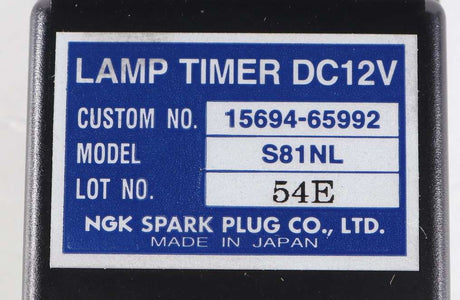 LAMP TIMER DC12V
CUSTOM NO. 15694-65992
MODEL S81NL
LOT NO. 54E
NGK SPARK PLUG CO., LTD.
MADE IN JAPAN